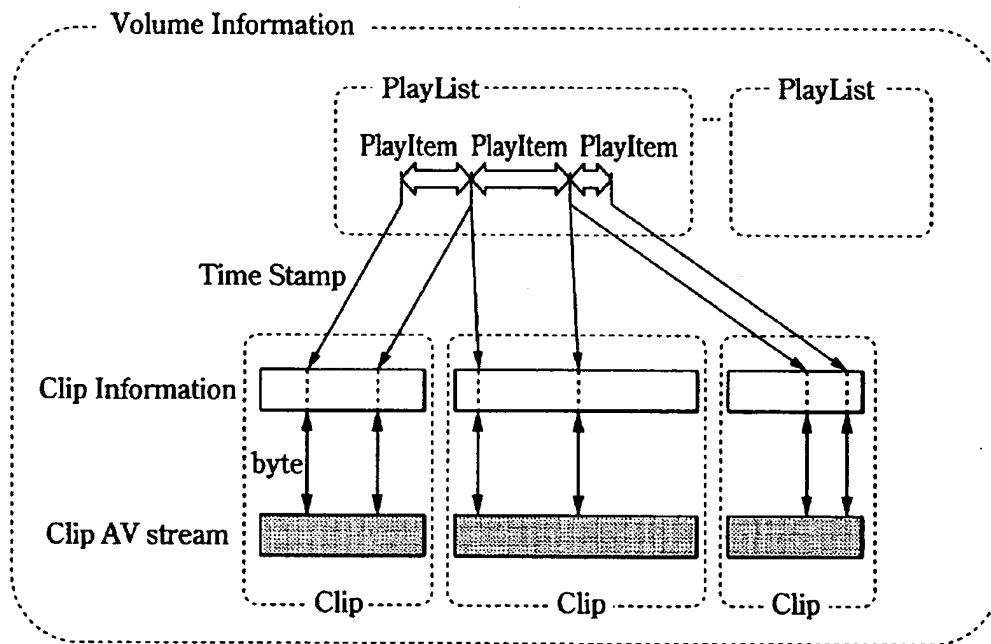 Volume Information
PlayList
PlayList
...
PlayItem PlayItem PlayItem
Time Stamp
Clip Information
byte
Clip AV stream
Clip
Clip
Clip